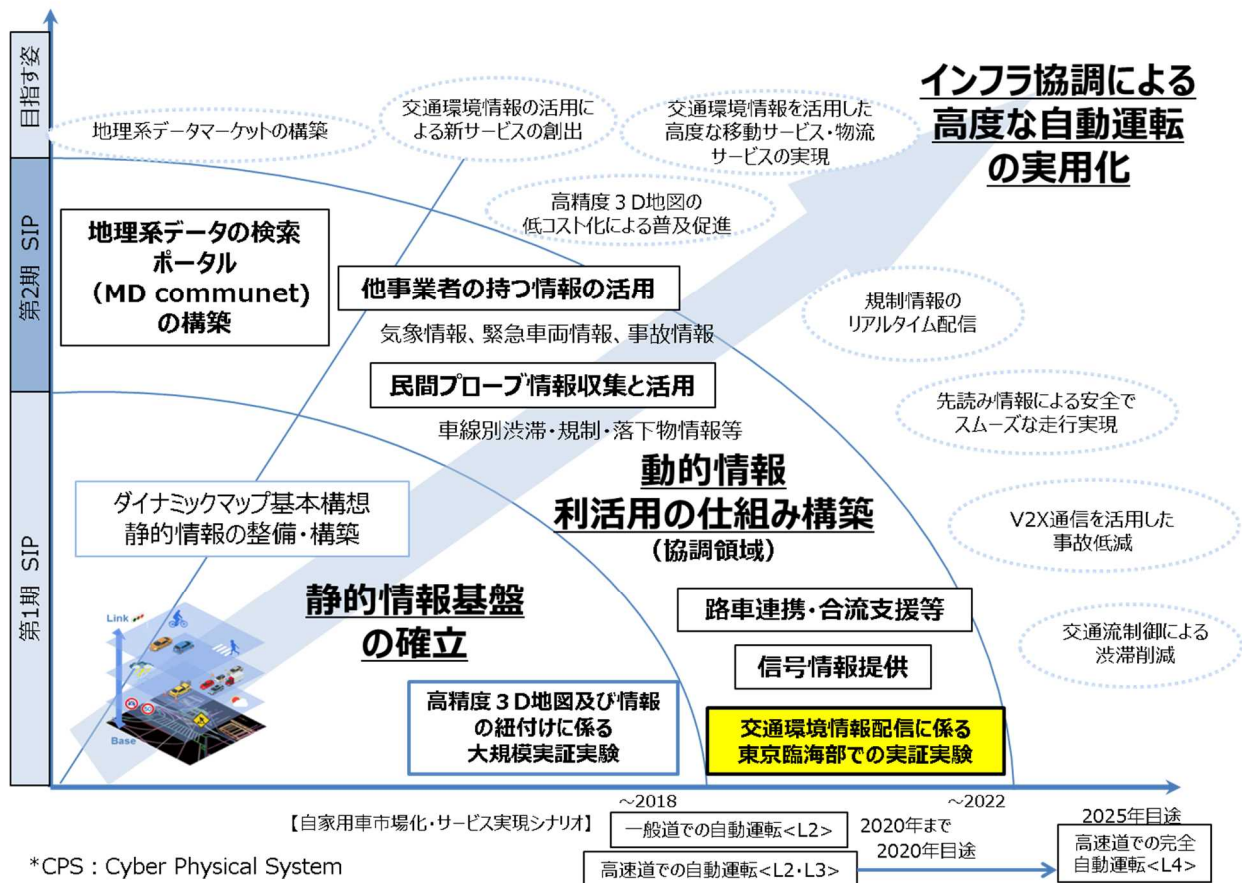 目指す姿
第2期 SIP
第1期 SIP
地理系データマーケットの構築
交通環境情報の活用に
よる新サービスの創出
交通環境情報を活用した
高度な移動サービス・物流
サービスの実現
インフラ協調による
高度な自動運転
の実用化
高精度３D地図の
低コスト化による普及促進
地理系データの検索
ポータル
（MD communet)
の構築
他事業者の持つ情報の活用
気象情報、緊急車両情報、事故情報
規制情報の
リアルタイム配信
民間プローブ情報収集と活用
車線別渋滞・規制・落下物情報等
先読み情報による安全で
スムーズな走行実現
動的情報
利活用の仕組み構築
（協調領域）
ダイナミックマップ基本構想
静的情報の整備・構築
V2X通信を活用した
事故低減
静的情報基盤
の確立
路車連携・合流支援等
信号情報提供
交通流制御による
渋滞削減
Link
Base
高精度３D地図及び情報
の紐付けに係る
大規模実証実験
交通環境情報配信に係る
東京臨海部での実証実験
～2018
～2022
2025年目途
【自家用車市場化・サービス実現シナリオ】
一般道での自動運転<L2>
2020年まで
高速道での自動運転<L2・L3>
2020年目途
高速道での完全
自動運転<L4>
*CPS : Cyber Physical System